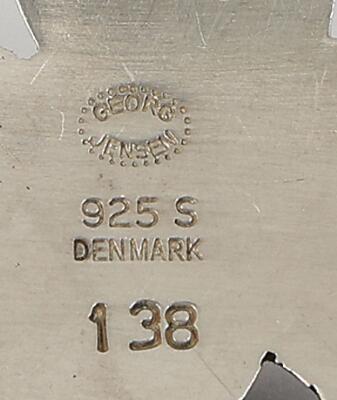 GEORG
JENSEN
925 S
DENMARK
138